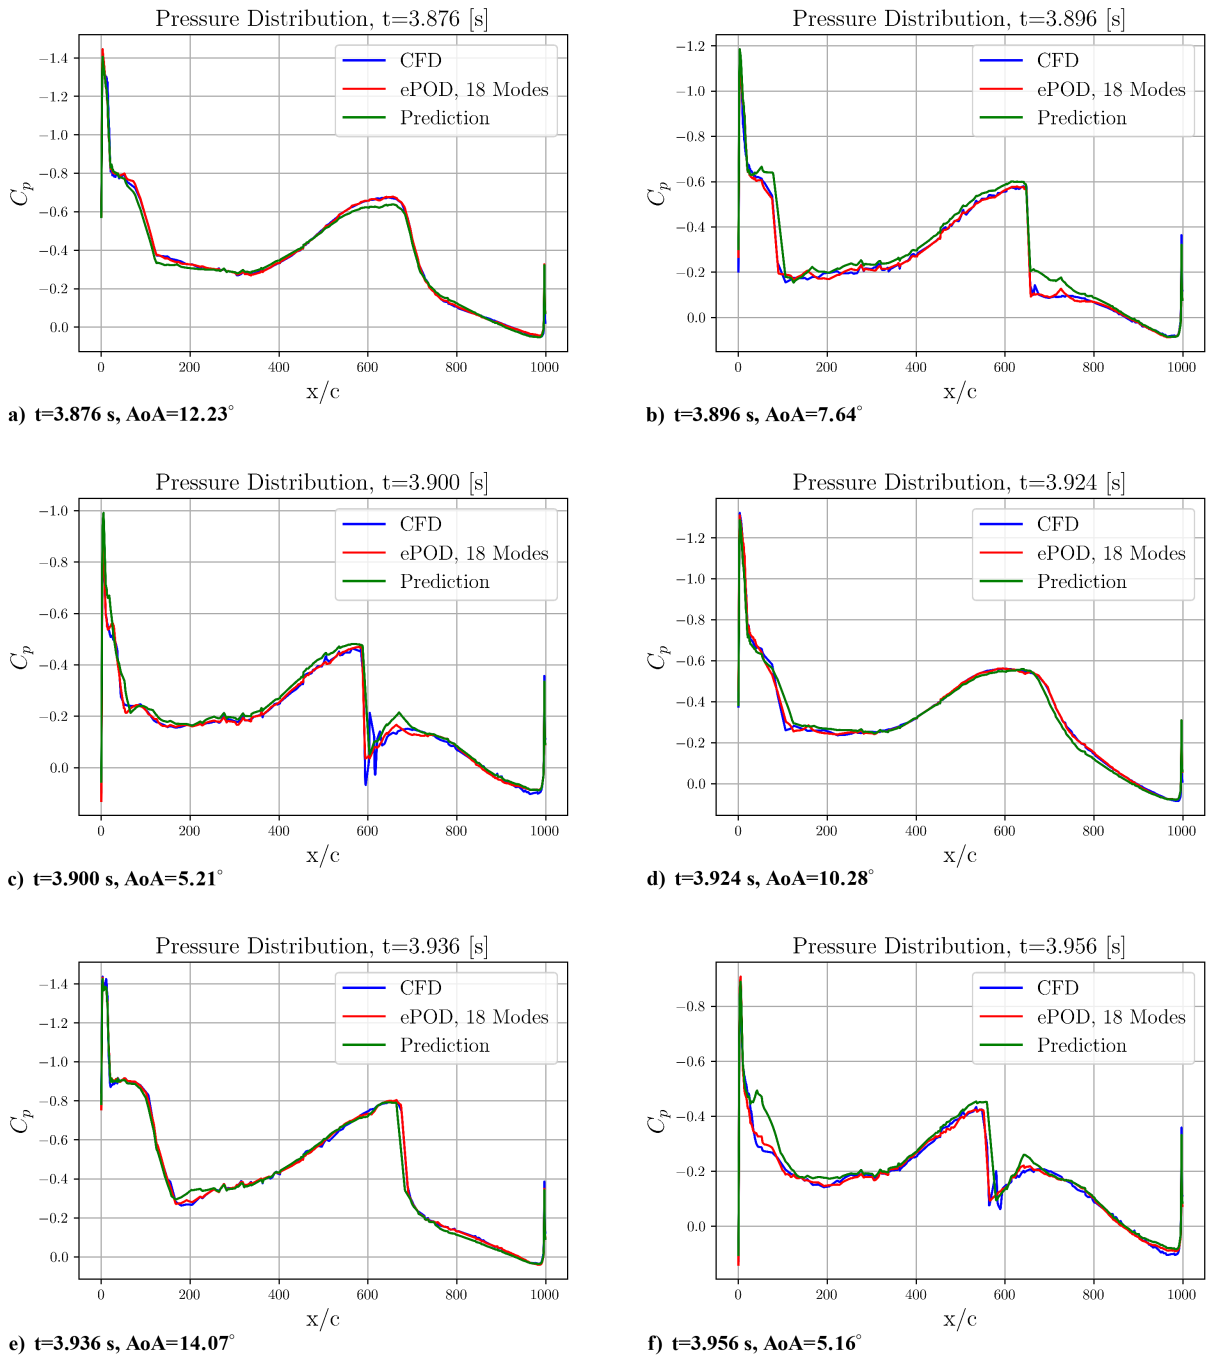 Pressure Distribution, t=3.876 [s]
CFD
ePOD, 18 Modes
Prediction
−1.4
−1.2
−1.0
−0.8
−0.6
−0.4
−0.2
0.0
C_p
0 200 400 600 800 1000
x/c
a) t=3.876 s, AoA=12.23°
Pressure Distribution, t=3.896 [s]
CFD
ePOD, 18 Modes
Prediction
−1.2
−1.0
−0.8
−0.6
−0.4
−0.2
0.0
C_p
0 200 400 600 800 1000
x/c
b) t=3.896 s, AoA=7.64°
Pressure Distribution, t=3.900 [s]
CFD
ePOD, 18 Modes
Prediction
−1.0
−0.8
−0.6
−0.4
−0.2
0.0
C_p
0 200 400 600 800 1000
x/c
c) t=3.900 s, AoA=5.21°
Pressure Distribution, t=3.924 [s]
CFD
ePOD, 18 Modes
Prediction
−1.2
−1.0
−0.8
−0.6
−0.4
−0.2
0.0
C_p
0 200 400 600 800 1000
x/c
d) t=3.924 s, AoA=10.28°
Pressure Distribution, t=3.936 [s]
CFD
ePOD, 18 Modes
Prediction
−1.4
−1.2
−1.0
−0.8
−0.6
−0.4
−0.2
0.0
C_p
0 200 400 600 800 1000
x/c
e) t=3.936 s, AoA=14.07°
Pressure Distribution, t=3.956 [s]
CFD
ePOD, 18 Modes
Prediction
−0.8
−0.6
−0.4
−0.2
0.0
C_p
0 200 400 600 800 1000
x/c
f) t=3.956 s, AoA=5.16°